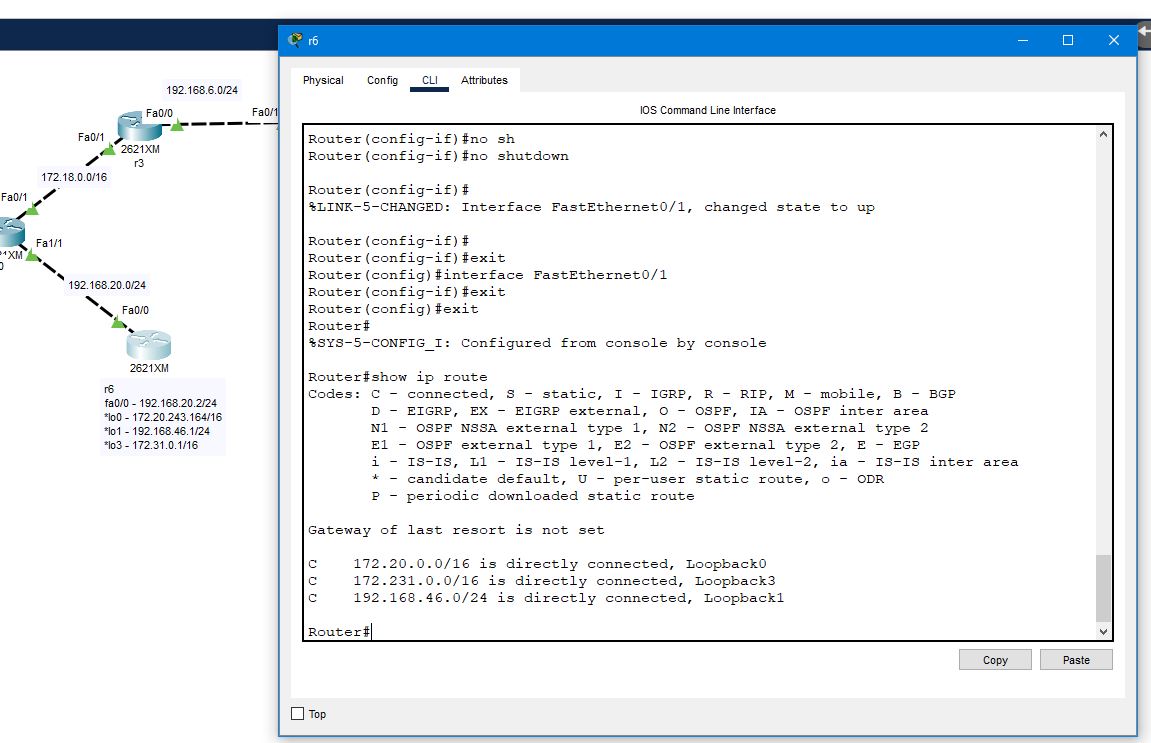 192.168.6.0/24
Fa0/0
Fa0/1
Fa0/1
2621XM
r3
172.18.0.0/16
Fa0/1
Fa1/1
192.168.20.0/24
Fa0/0
2621XM
r6
fa0/0 - 192.168.20.2/24
*lo0 - 172.20.243.164/16
*lo1 - 192.168.46.1/24
*lo3 - 172.31.0.1/16
r6
Physical Config CLI Attributes
IOS Command Line Interface
Router(config-if)#no sh
Router(config-if)#no shutdown
Router(config-if)#
%LINK-5-CHANGED: Interface FastEthernet0/1, changed state to up
Router(config-if)#
Router(config-if)#exit
Router(config)#interface FastEthernet0/1
Router(config-if)#exit
Router(config)#exit
Router#
%SYS-5-CONFIG_I: Configured from console by console
Router#show ip route
Codes: C - connected, S - static, I - IGRP, R - RIP, M - mobile, B - BGP
D - EIGRP, EX - EIGRP external, O - OSPF, IA - OSPF inter area
N1 - OSPF NSSA external type 1, N2 - OSPF NSSA external type 2
E1 - OSPF external type 1, E2 - OSPF external type 2, E - EGP
i - IS-IS, L1 - IS-IS level-1, L2 - IS-IS level-2, ia - IS-IS inter area
* - candidate default, U - per-user static route, o - ODR
P - periodic downloaded static route
Gateway of last resort is not set
C 172.20.0.0/16 is directly connected, Loopback0
C 172.231.0.0/16 is directly connected, Loopback3
C 192.168.46.0/24 is directly connected, Loopback1
Router#
Copy Paste
Top